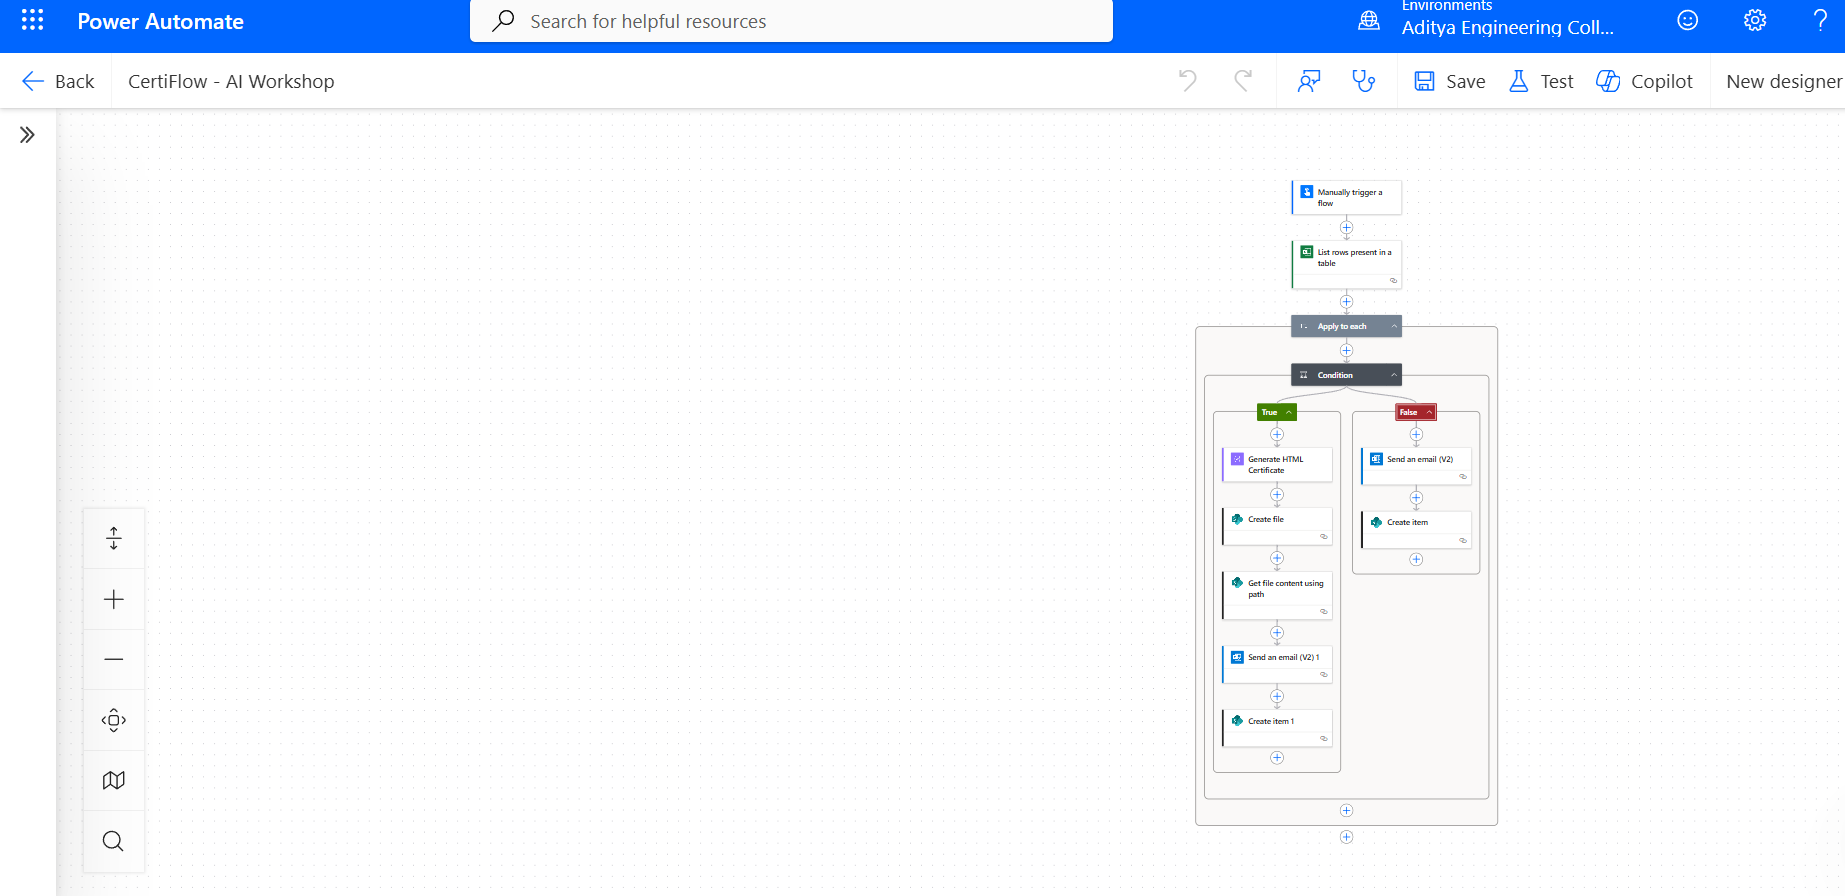 Power Automate
Search for helpful resources
Environments
Aditya Engineering Coll...
Back
CertiFlow - AI Workshop
Save
Test
Copilot
New designer
Manually trigger a
flow
List rows present in a
table
Apply to each
Condition
True
False
Generate HTML
Certificate
Send an email (V2)
Create file
Create item
Get file content using
path
Send an email (V2) 1
Create item 1